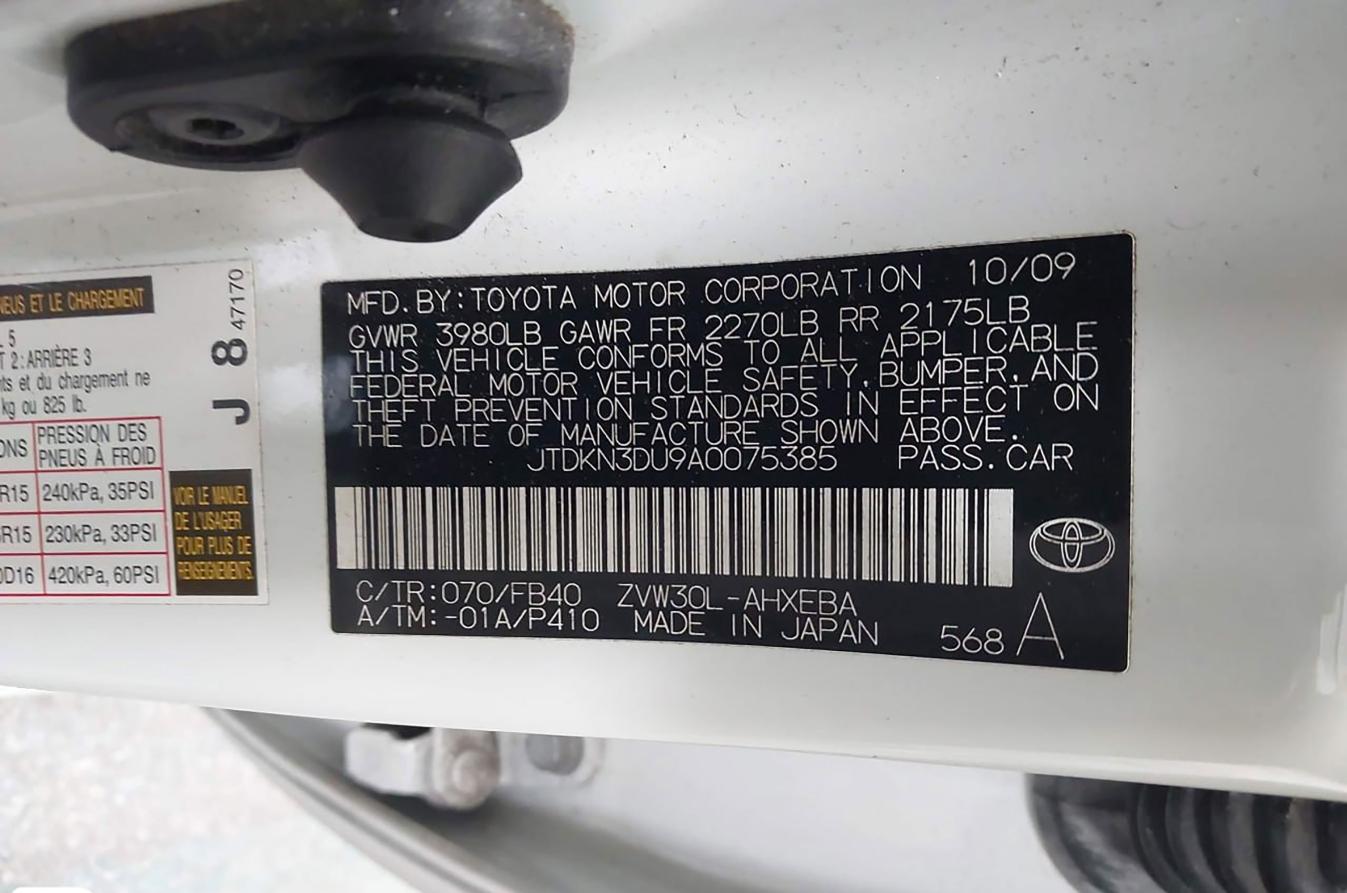 NEUS ET LE CHARGEMENT
L 5
T 2: ARRIÈRE 3
nts et du chargement ne
kg ou 825 lb.
ONS PRESSION DES
PNEUS À FROID
R15 240kPa, 35PSI
R15 230kPa, 33PSI
0D16 420kPa, 60PSI
J 8 47170
VOIR LE MANUEL
DE L'USAGER
POUR PLUS DE
RENSEIGNEMENTS.
MFD. BY: TOYOTA MOTOR CORPORATION 10/09
GVWR 3980LB GAWR FR 2270LB RR 2175LB
THIS VEHICLE CONFORMS TO ALL APPLICABLE
FEDERAL MOTOR VEHICLE SAFETY, BUMPER, AND
THEFT PREVENTION STANDARDS IN EFFECT ON
THE DATE OF MANUFACTURE SHOWN ABOVE.
JTDKN3DU9A0075385 PASS. CAR
C/TR: 070/FB40 ZVW30L-AHXEBA
A/TM: -01A/P410 MADE IN JAPAN
568 A